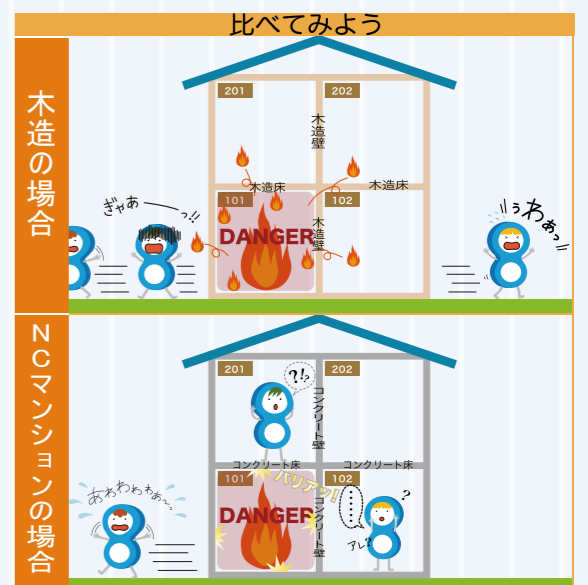 比べてみよう
木造の場合
201
202
木造壁
木造床
木造床
101
102
DANGER
木造壁
ぎゃあーっ!!
うわぁっ!!
NCマンションの場合
201
202
?!?
コンクリート壁
コンクリート床
コンクリート床
101
バリアッ!
102
DANGER
コンクリート壁
あわわわわぁ〜、
………
?
アレ?